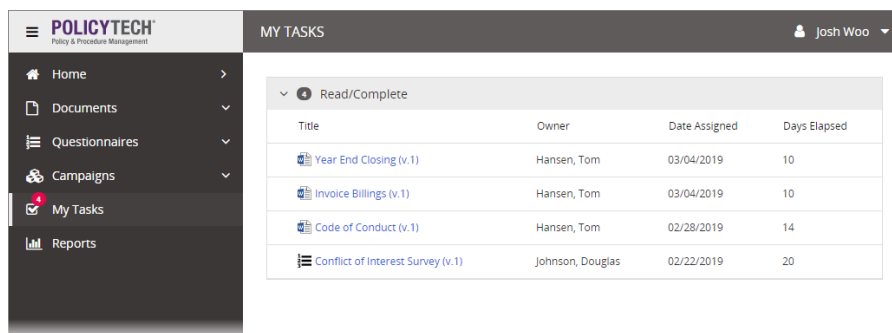 POLICYTECH
Policy & Procedure Management
MY TASKS
Josh Woo
Home
Documents
Questionnaires
Campaigns
4
My Tasks
Reports
4 Read/Complete
Title Owner Date Assigned Days Elapsed
Year End Closing (v.1) Hansen, Tom 03/04/2019 10
Invoice Billings (v.1) Hansen, Tom 03/04/2019 10
Code of Conduct (v.1) Hansen, Tom 02/28/2019 14
Conflict of Interest Survey (v.1) Johnson, Douglas 02/22/2019 20